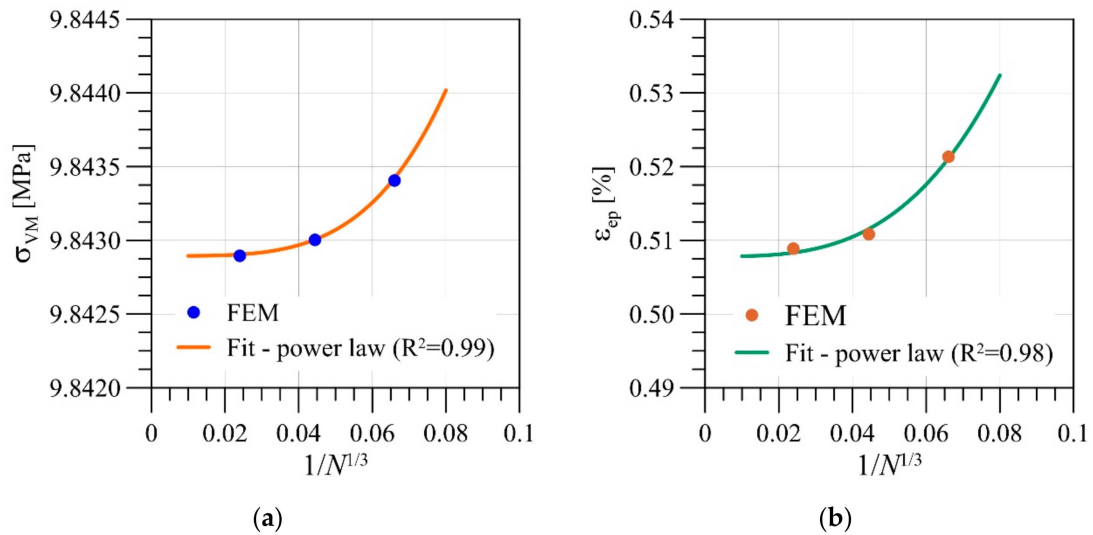 9.8445
9.8440
9.8435
9.8430
9.8425
9.8420
σVM [MPa]
FEM
Fit - power law (R²=0.99)
0 0.02 0.04 0.06 0.08 0.1
1/N^1/3
(a)
0.54
0.53
0.52
0.51
0.50
0.49
εep [%]
FEM
Fit - power law (R²=0.98)
0 0.02 0.04 0.06 0.08 0.1
1/N^1/3
(b)